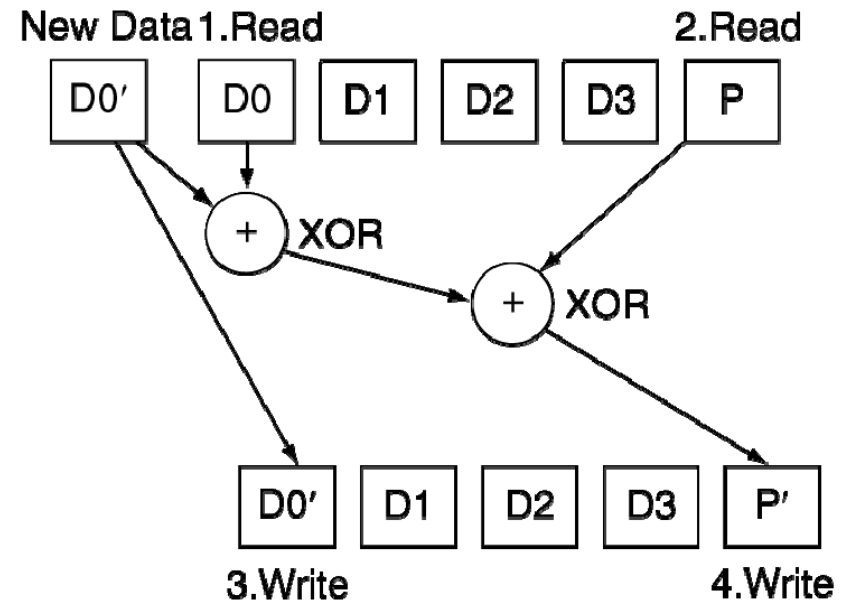 New Data 1.Read 2.Read
D0′ D0 D1 D2 D3 P
+ XOR
+ XOR
D0′ D1 D2 D3 P′
3.Write 4.Write